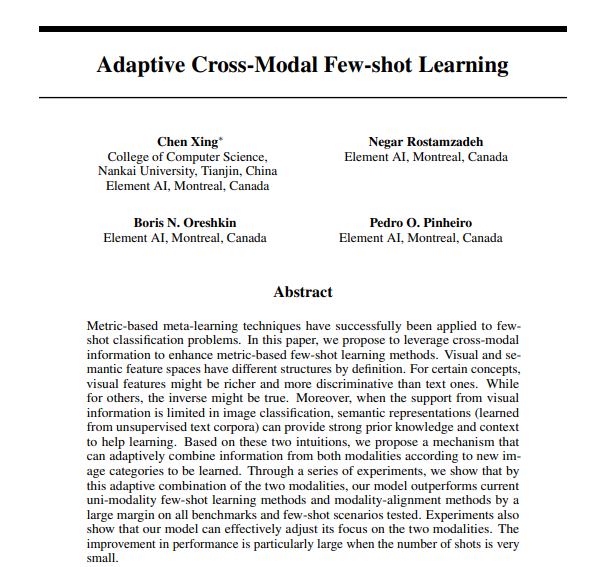 Adaptive Cross-Modal Few-shot Learning
Chen Xing*
College of Computer Science,
Nankai University, Tianjin, China
Element AI, Montreal, Canada
Negar Rostamzadeh
Element AI, Montreal, Canada
Boris N. Oreshkin
Element AI, Montreal, Canada
Pedro O. Pinheiro
Element AI, Montreal, Canada
Abstract
Metric-based meta-learning techniques have successfully been applied to few-
shot classification problems. In this paper, we propose to leverage cross-modal
information to enhance metric-based few-shot learning methods. Visual and se-
mantic feature spaces have different structures by definition. For certain concepts,
visual features might be richer and more discriminative than text ones. While
for others, the inverse might be true. Moreover, when the support from visual
information is limited in image classification, semantic representations (learned
from unsupervised text corpora) can provide strong prior knowledge and context
to help learning. Based on these two intuitions, we propose a mechanism that
can adaptively combine information from both modalities according to new im-
age categories to be learned. Through a series of experiments, we show that by
this adaptive combination of the two modalities, our model outperforms current
uni-modality few-shot learning methods and modality-alignment methods by a
large margin on all benchmarks and few-shot scenarios tested. Experiments also
show that our model can effectively adjust its focus on the two modalities. The
improvement in performance is particularly large when the number of shots is very
small.